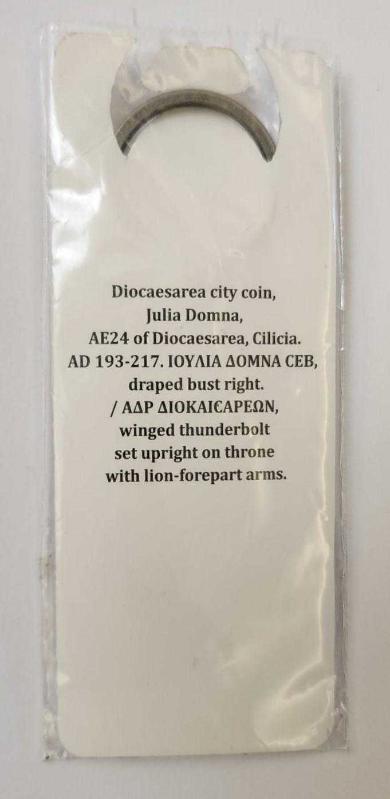 Diocaesarea city coin,
Julia Domna,
AE24 of Diocaesarea, Cilicia.
AD 193-217. ΙΟΥΛΙΑ ΔΟΜΝΑ CEB,
draped bust right.
/ ΑΔΡ ΔΙΟΚΑΙЄΑΡΕΩΝ,
winged thunderbolt
set upright on throne
with lion-forepart arms.